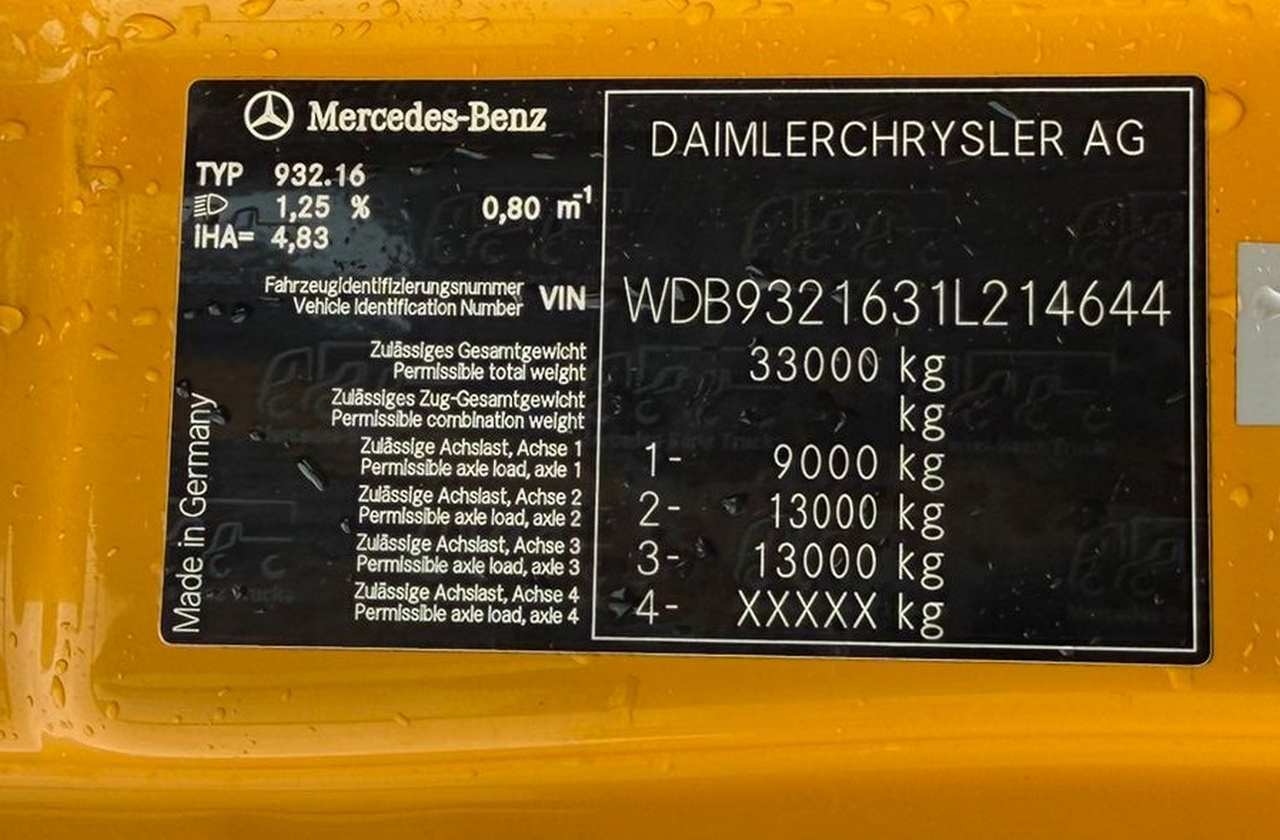 Mercedes-Benz
TYP 932.16
1,25 % 0,80 m-1
iHA= 4,83
DAIMLERCHRYSLER AG
Fahrzeugidentifizierungsnummer
Vehicle Identification Number
VIN WDB9321631L214644
Zulässiges Gesamtgewicht
Permissible total weight
33000 kg
Zulässiges Zug-Gesamtgewicht
Permissible combination weight
kg
Zulässige Achslast, Achse 1
Permissible axle load, axle 1
1- 9000 kg
Zulässige Achslast, Achse 2
Permissible axle load, axle 2
2- 13000 kg
Zulässige Achslast, Achse 3
Permissible axle load, axle 3
3- 13000 kg
Zulässige Achslast, Achse 4
Permissible axle load, axle 4
4- XXXXX kg
Made in Germany